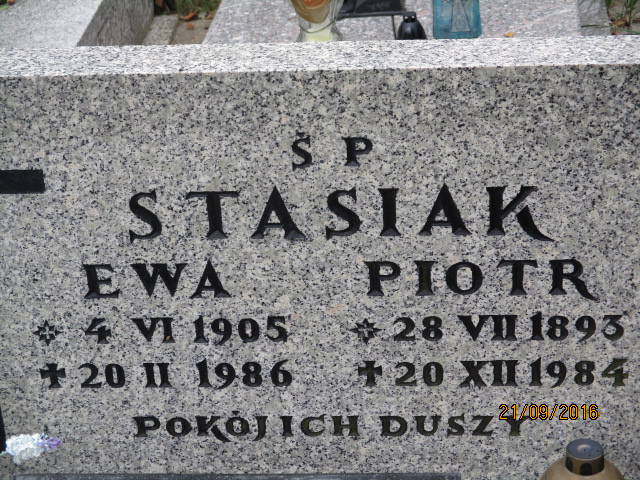 Ś P
STASIAK
EWA PIOTR
* 4 VI 1905 * 28 VII 1893
✝ 20 II 1986 ✝ 20 XII 1984
POKÓJ ICH DUSZY
21/09/2016